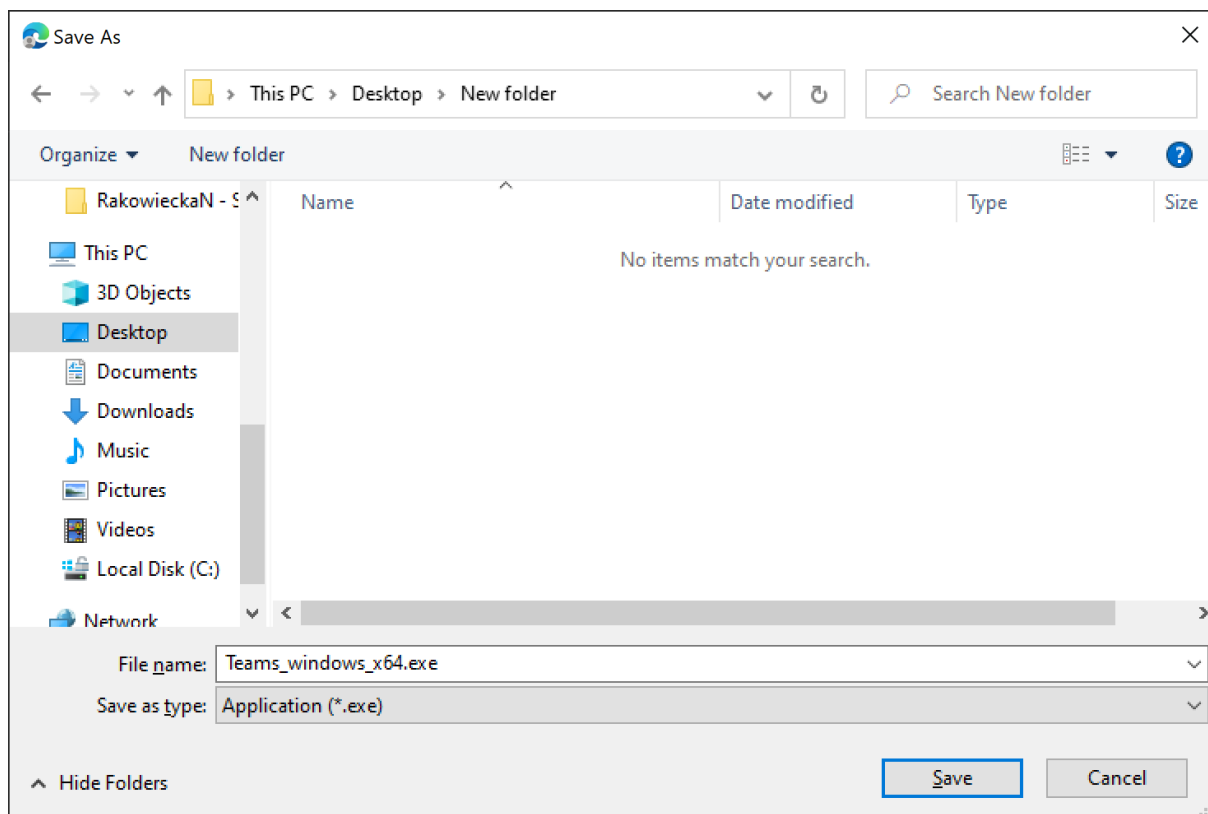 Save As
This PC > Desktop > New folder
Search New folder
Organize New folder
?
RakowieckaN - S
Name Date modified Type Size
No items match your search.
This PC
3D Objects
Desktop
Documents
Downloads
Music
Pictures
Videos
Local Disk (C:)
Network
File name: Teams_windows_x64.exe
Save as type: Application (*.exe)
Hide Folders
Save Cancel